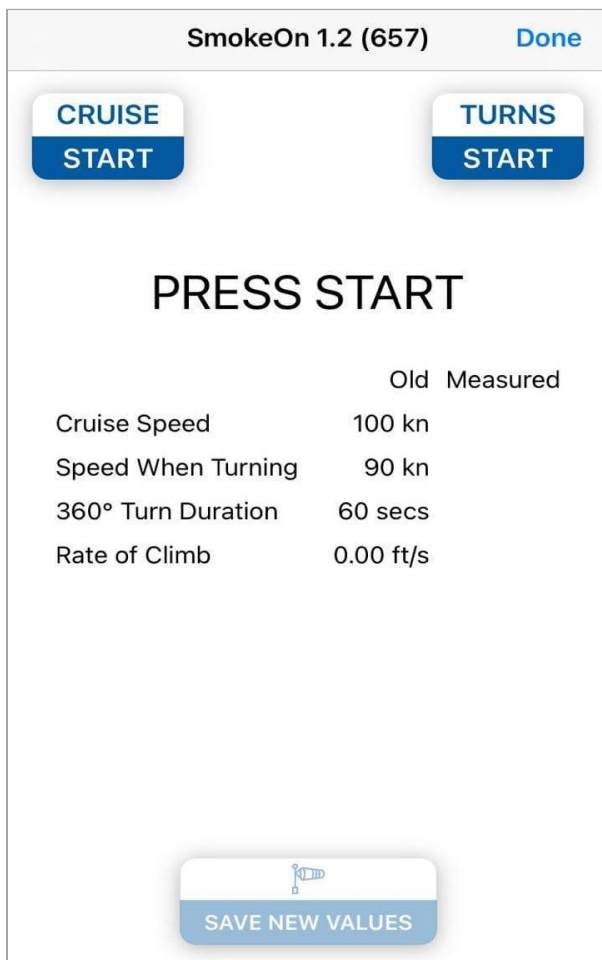 SmokeOn 1.2 (657) Done
CRUISE TURNS
START START
PRESS START
Old Measured
Cruise Speed 100 kn
Speed When Turning 90 kn
360° Turn Duration 60 secs
Rate of Climb 0.00 ft/s
SAVE NEW VALUES